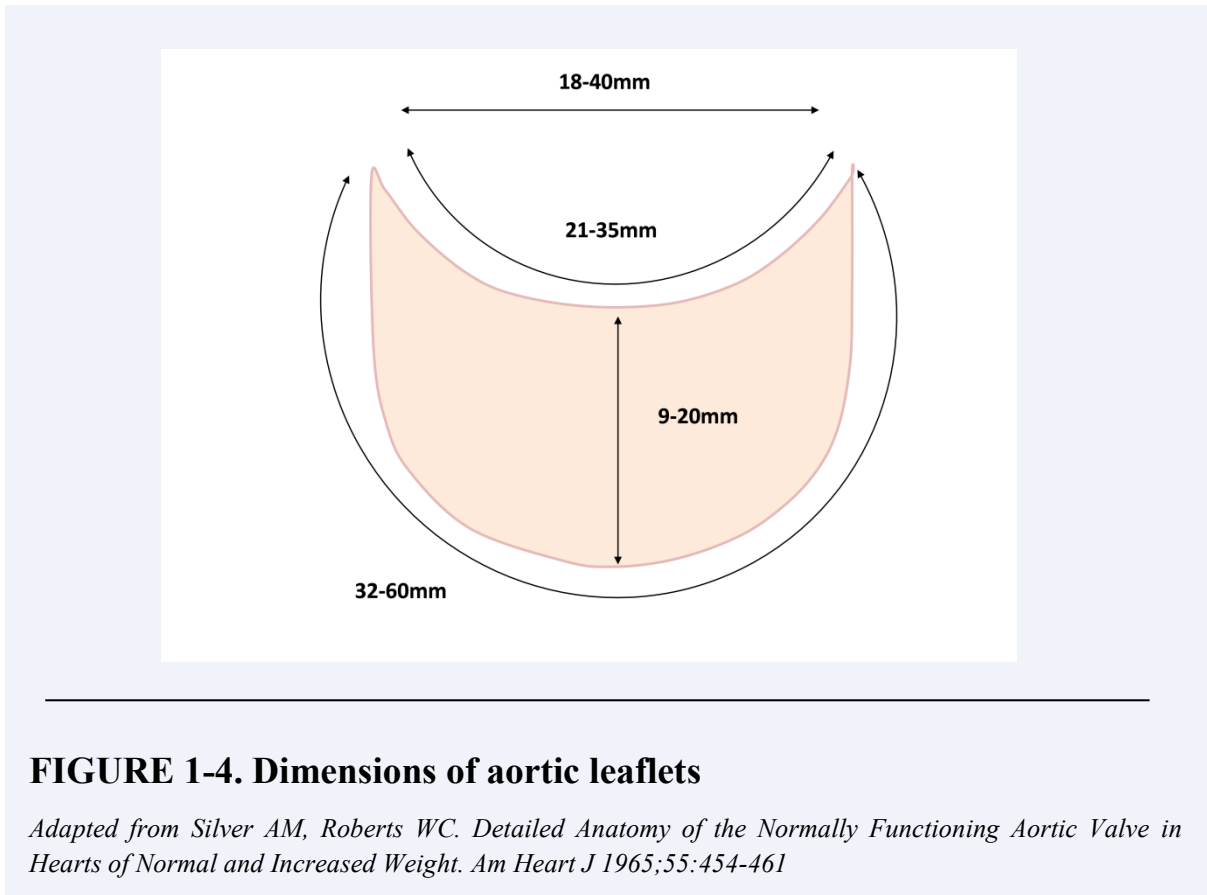 18-40mm
21-35mm
9-20mm
32-60mm
FIGURE 1-4. Dimensions of aortic leaflets
Adapted from Silver AM, Roberts WC. Detailed Anatomy of the Normally Functioning Aortic Valve in
Hearts of Normal and Increased Weight. Am Heart J 1965;55:454-461